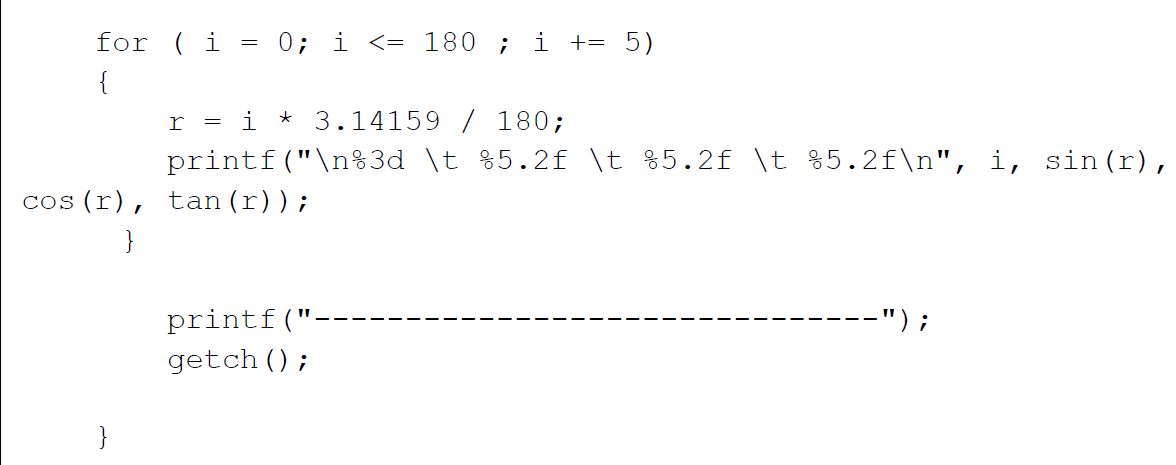 for ( i = 0; i <= 180 ; i += 5)
{
r = i * 3.14159 / 180;
printf("\n%3d \t %5.2f \t %5.2f \t %5.2f\n", i, sin(r),
cos(r), tan(r));
}
printf("-------------------------------");
getch();
}